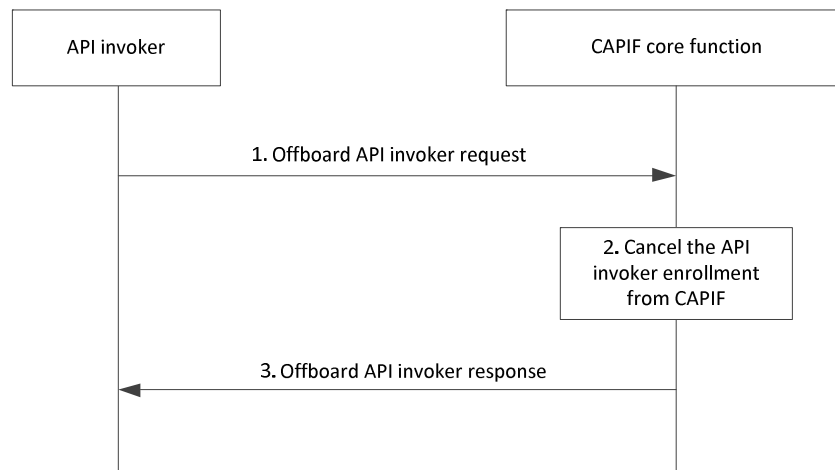 API invoker
CAPIF core function
1. Offboard API invoker request
2. Cancel the API
invoker enrollment
from CAPIF
3. Offboard API invoker response